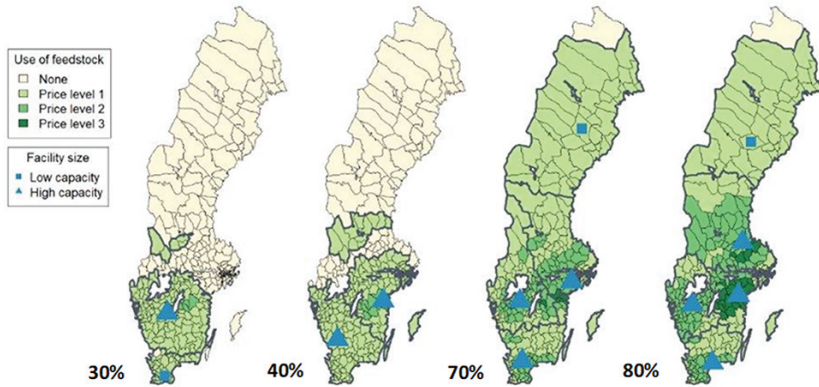 Use of feedstock
None
Price level 1
Price level 2
Price level 3
Facility size
Low capacity
High capacity
30%
40%
70%
80%